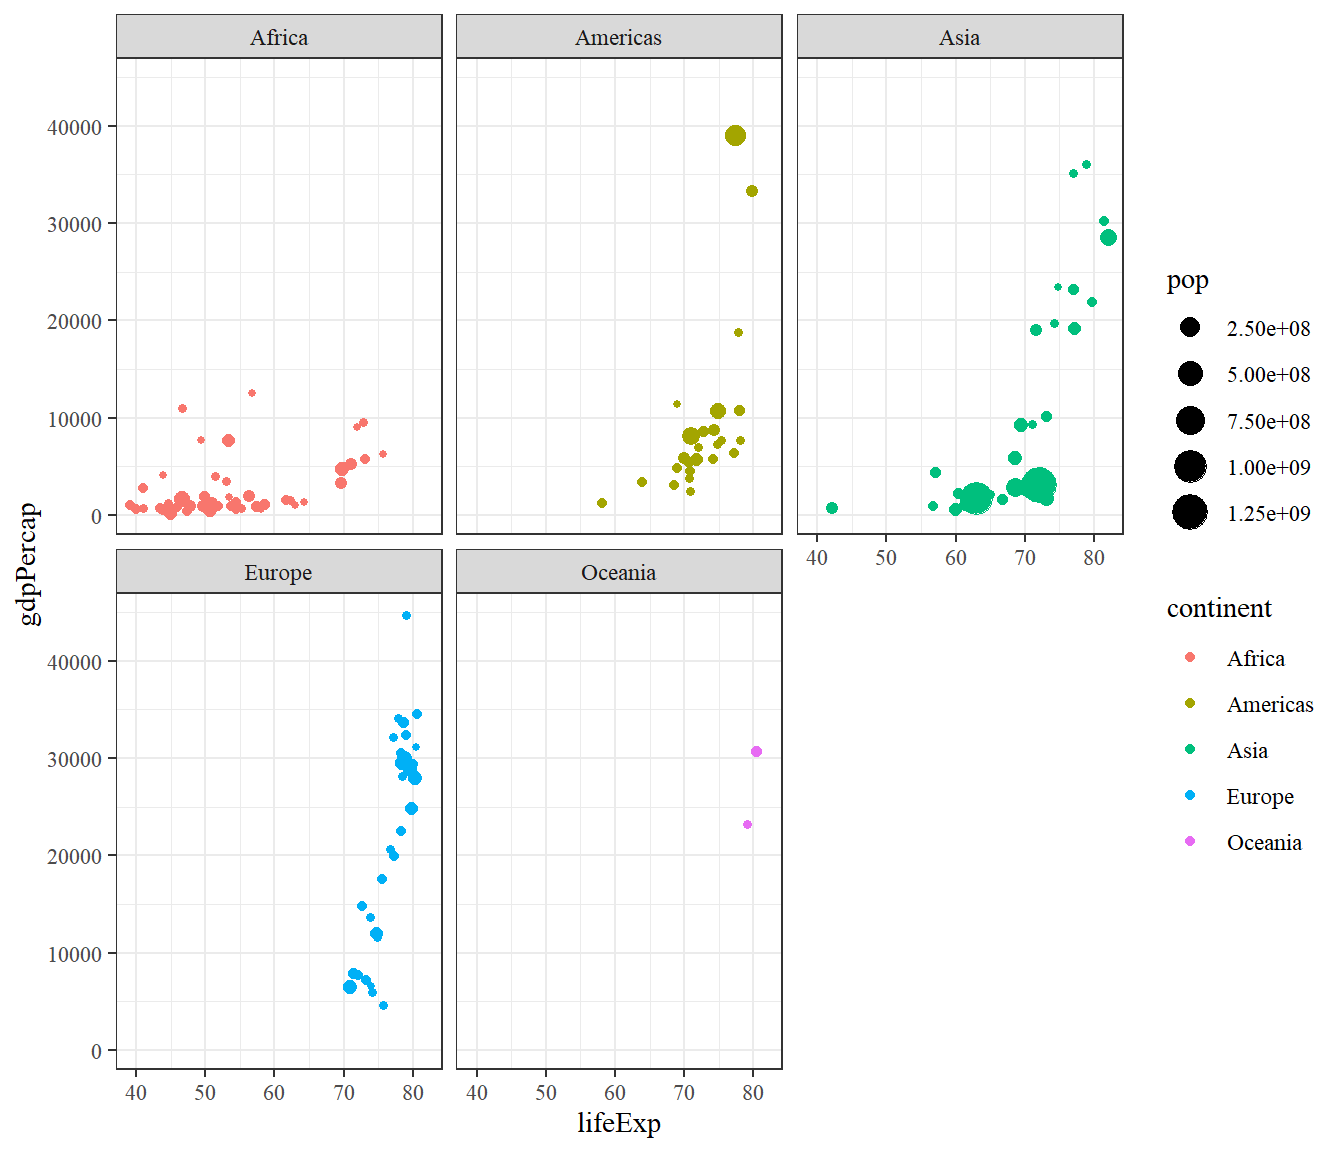 Africa
Americas
Asia
40000
30000
20000
10000
0
40 50 60 70 80
Europe
Oceania
40000
30000
20000
10000
0
40 50 60 70 80
40 50 60 70 80
gdpPercap
lifeExp
pop
2.50e+08
5.00e+08
7.50e+08
1.00e+09
1.25e+09
continent
Africa
Americas
Asia
Europe
Oceania